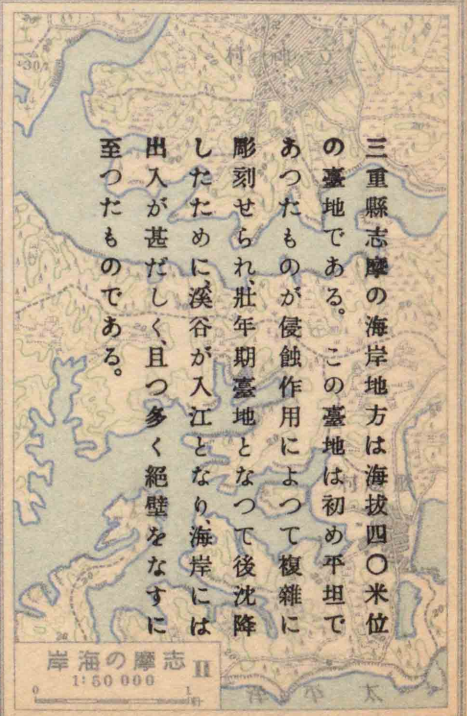 三重縣志摩の海岸地方は海拔四〇米位
の臺地である。この臺地は初め平坦で
あつたものが侵蝕作用によつて複雜に
彫刻せられ、壯年期臺地となつて後沈降
したために、溪谷が入江となり、海岸には
出入が甚だしく、且つ多く絕壁をなすに
至つたものである。
岸海の摩志 II
1:50 000
0 1